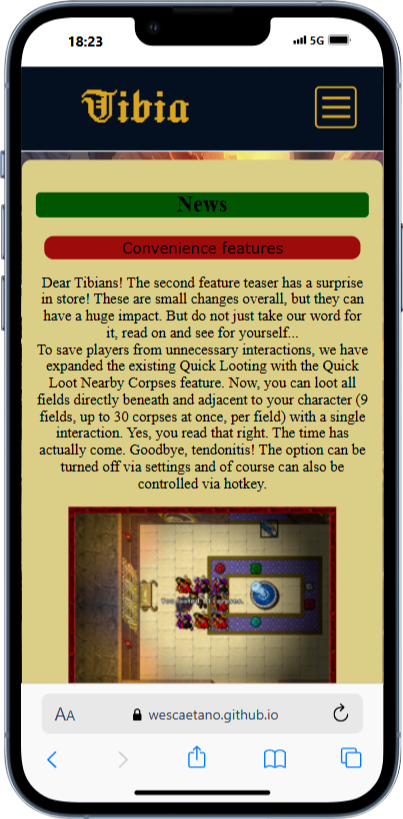 18:23
5G
Tibia
News
Convenience features
Dear Tibians! The second feature teaser has a surprise
in store! These are small changes overall, but they can
have a huge impact. But do not just take our word for
it, read on and see for yourself...
To save players from unnecessary interactions, we have
expanded the existing Quick Looting with the Quick
Loot Nearby Corpses feature. Now, you can loot all
fields directly beneath and adjacent to your character (9
fields, up to 30 corpses at once, per field) with a single
interaction. Yes, you read that right. The time has
actually come. Goodbye, tendonitis! The option can be
turned off via settings and of course can also be
controlled via hotkey.
You looted corpses.
AA
wescaetano.github.io